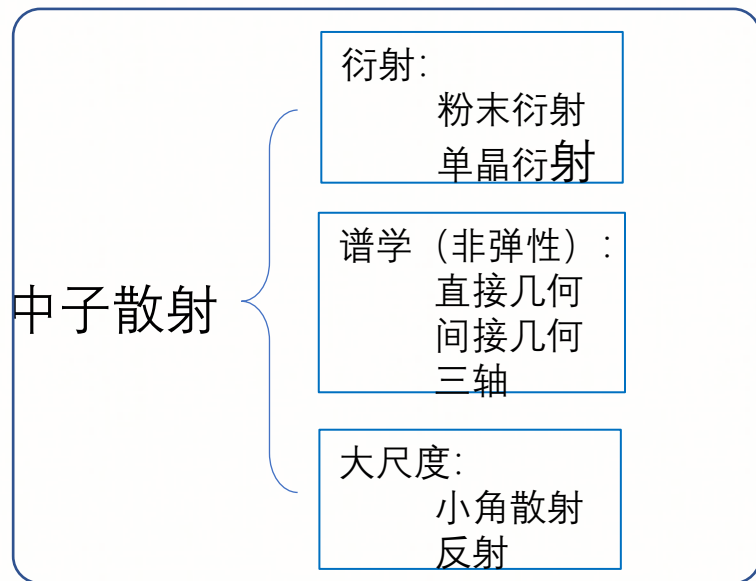 中子散射
衍射：
粉末衍射
单晶衍射
谱学（非弹性）：
直接几何
间接几何
三轴
大尺度：
小角散射
反射